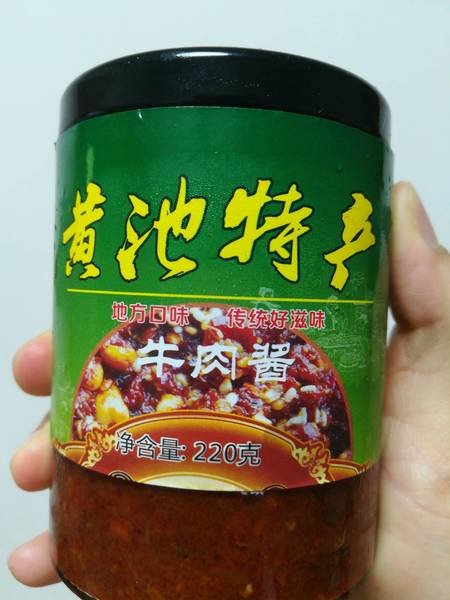 黄池特产
地方口味 传统好滋味
牛肉酱
净含量: 220克